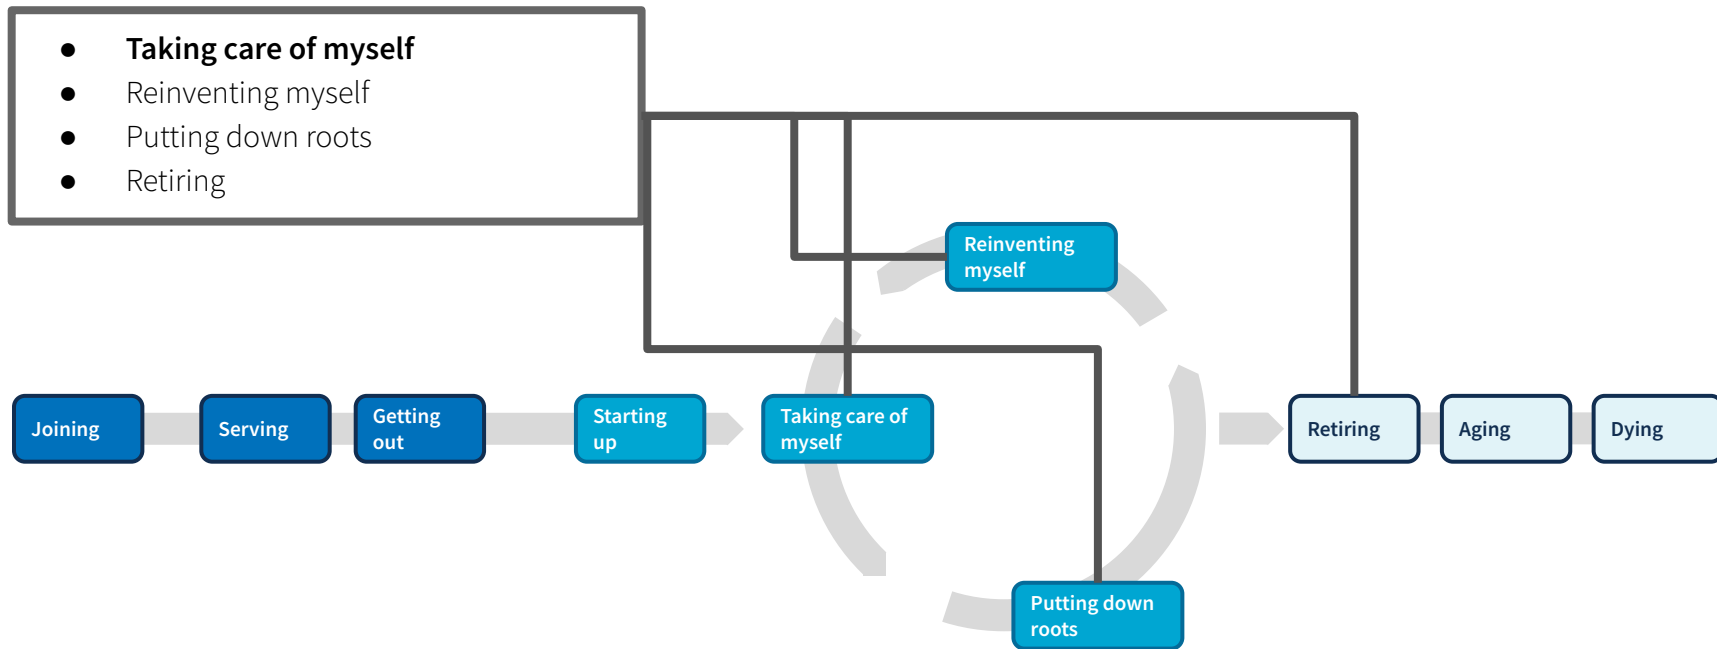 ● Taking care of myself
● Reinventing myself
● Putting down roots
● Retiring
Reinventing
myself
Joining
Serving
Getting
out
Starting
up
Taking care of
myself
Retiring
Aging
Dying
Putting down
roots